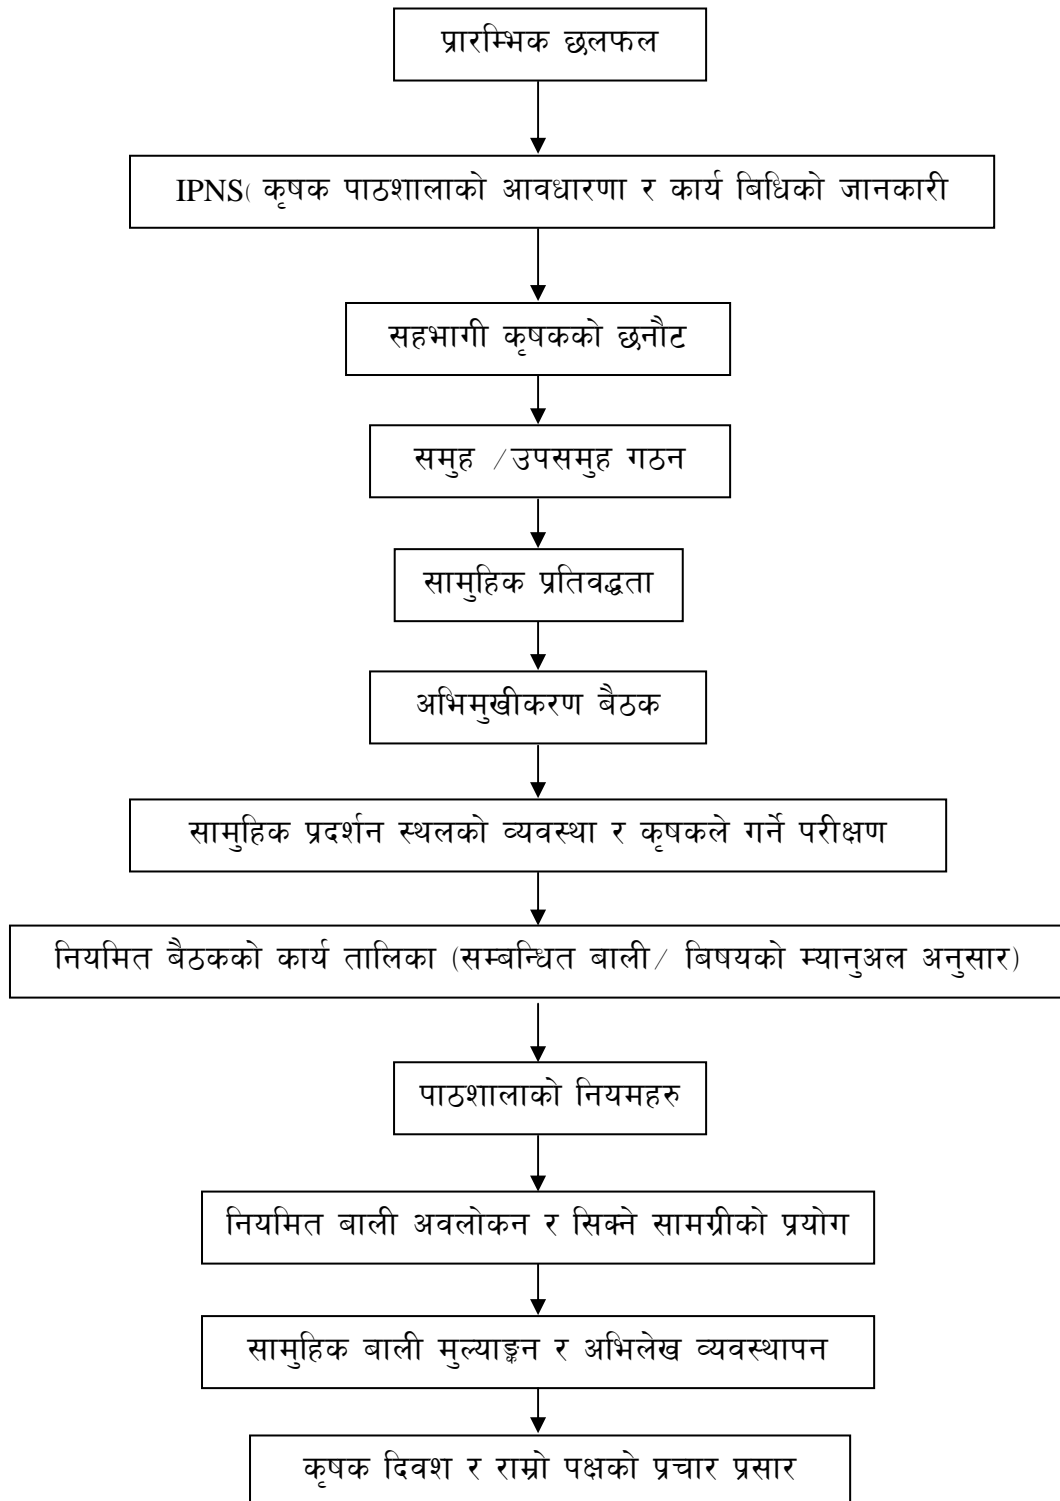 प्रारम्भिक छलफल
IPNS( कृषक पाठशालाको आवधारणा र कार्य बिधिको जानकारी
सहभागी कृषकको छनौट
समुह /उपसमुह गठन
सामुहिक प्रतिवद्धता
अभिमुखीकरण बैठक
सामुहिक प्रदर्शन स्थलको व्यवस्था र कृषकले गर्ने परीक्षण
नियमित बैठकको कार्य तालिका (सम्बन्धित बाली/ बिषयको म्यानुअल अनुसार)
पाठशालाको नियमहरु
नियमित बाली अवलोकन र सिक्ने सामग्रीको प्रयोग
सामुहिक बाली मुल्याङ्कन र अभिलेख व्यवस्थापन
कृषक दिवश र राम्रो पक्षको प्रचार प्रसार